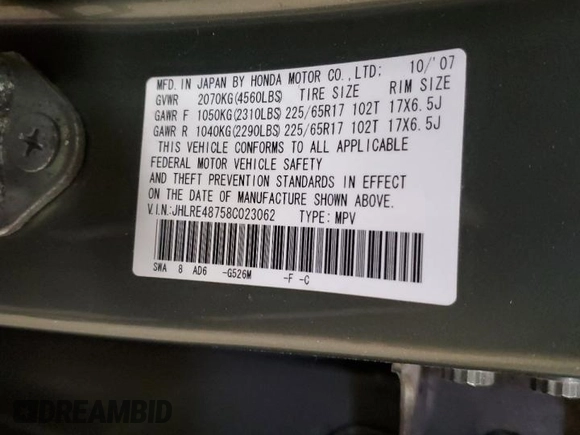 MFD. IN JAPAN BY HONDA MOTOR CO., LTD; 10/'07
GVWR 2070KG(4560LBS) TIRE SIZE RIM SIZE
GAWR F 1050KG(2310LBS) 225/65R17 102T 17X6.5J
GAWR R 1040KG(2290LBS) 225/65R17 102T 17X6.5J
THIS VEHICLE CONFORMS TO ALL APPLICABLE
FEDERAL MOTOR VEHICLE SAFETY
AND THEFT PREVENTION STANDARDS IN EFFECT
ON THE DATE OF MANUFACTURE SHOWN ABOVE.
V.I.N.:JHLRE48758C023062 TYPE: MPV
SWA 8 AD6 -G526M -F -C
DREAMBID